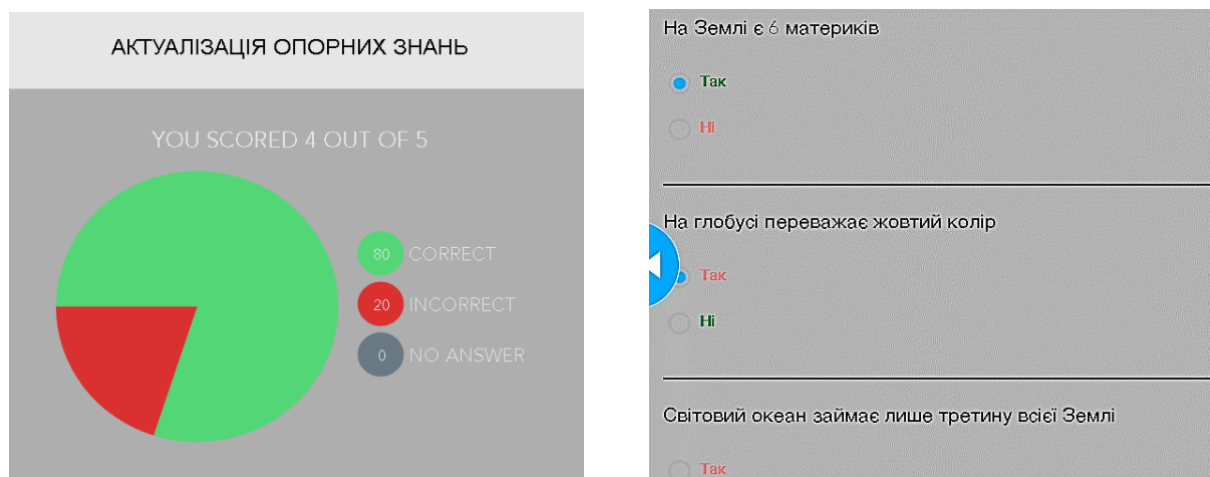 АКТУАЛІЗАЦІЯ ОПОРНИХ ЗНАНЬ
YOU SCORED 4 OUT OF 5
80 CORRECT
20 INCORRECT
0 NO ANSWER
На Землі є 6 материків
Так
Ні
На глобусі переважає жовтий колір
Так
Ні
Світовий океан займає лише третину всієї Землі
Так